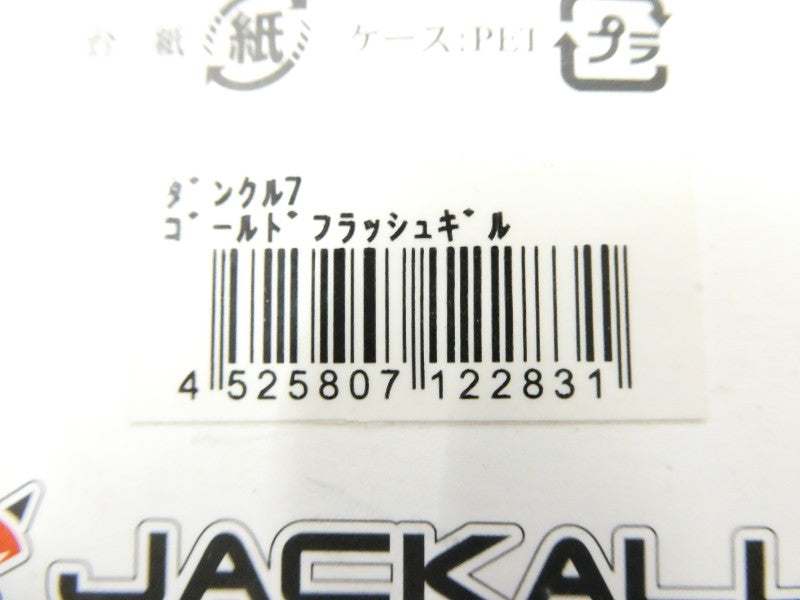 台 紙 紙 ケース:PET プラ
ダンクル7
ゴールドフラッシュギル
4 525807 122831
JACKALL